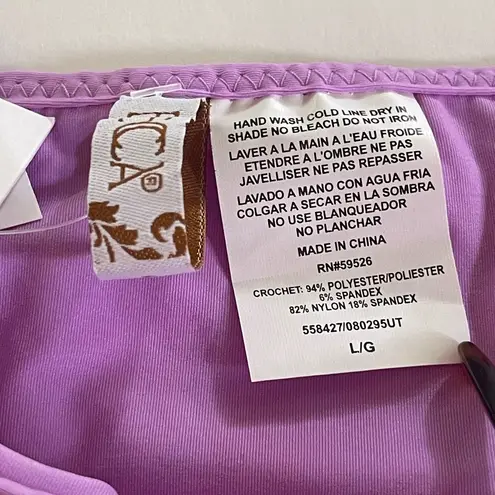 CCA®
HAND WASH COLD LINE DRY IN
SHADE NO BLEACH DO NOT IRON
LAVER A LA MAIN A L'EAU FROIDE
ETENDRE A L'OMBRE NE PAS
JAVELLISER NE PAS REPASSER
LAVADO A MANO CON AGUA FRIA
COLGAR A SECAR EN LA SOMBRA
NO USE BLANQUEADOR
NO PLANCHAR
MADE IN CHINA
RN#59526
CROCHET: 94% POLYESTER/POLIESTER
6% SPANDEX
82% NYLON 18% SPANDEX
558427/080295UT
L/G